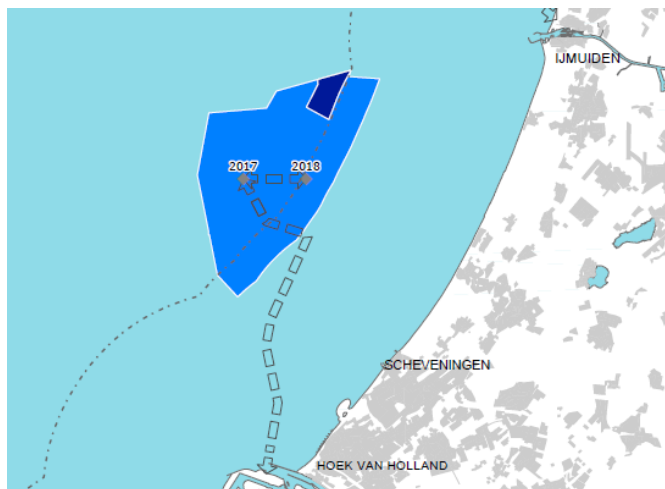 IJMUIDEN
2017
2018
SCHEVENINGEN
HOEK VAN HOLLAND